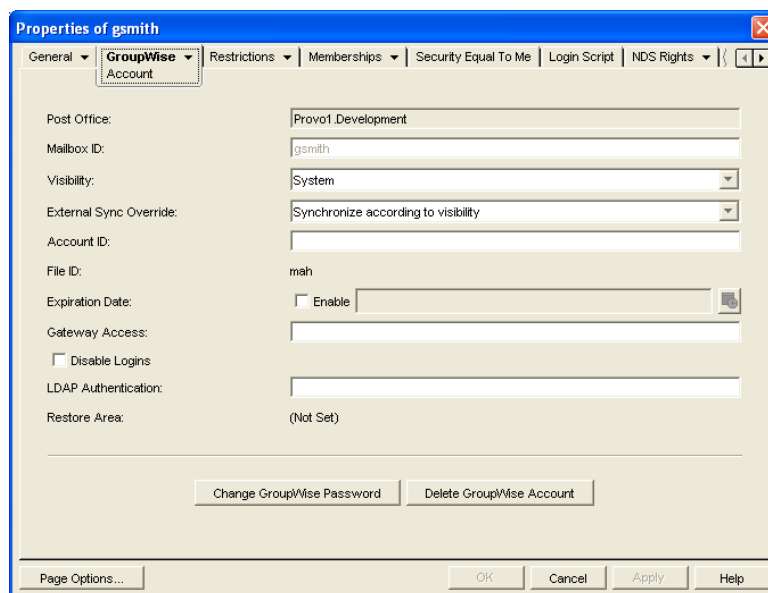 Properties of gsmith
General GroupWise Restrictions Memberships Security Equal To Me Login Script NDS Rights
Account
Post Office: Provo1.Development
Mailbox ID: gsmith
Visibility: System
External Sync Override: Synchronize according to visibility
Account ID:
File ID: mah
Expiration Date: Enable
Gateway Access:
Disable Logins
LDAP Authentication:
Restore Area: (Not Set)
Change GroupWise Password Delete GroupWise Account
Page Options... OK Cancel Apply Help